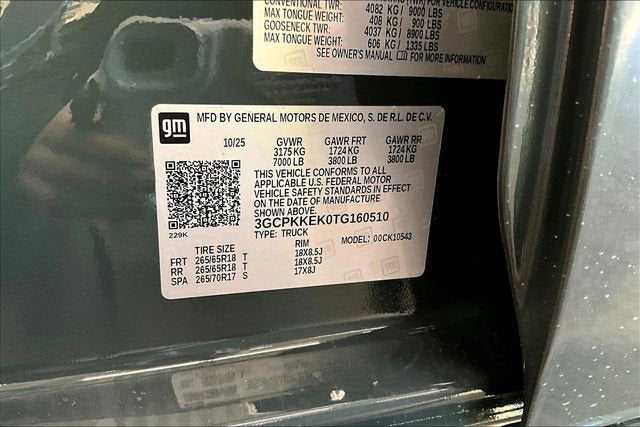 CONVENTIONAL TWR: 4082 KG / 9000 LBS
MAX TONGUE WEIGHT: 408 KG / 900 LBS
GOOSENECK TWR: 4037 KG / 8900 LBS
MAX TONGUE WEIGHT: 606 KG / 1335 LBS
SEE OWNER'S MANUAL FOR MORE INFORMATION
gm
MFD BY GENERAL MOTORS DE MEXICO, S. DE R.L. DE C.V.
10/25 GVWR GAWR FRT GAWR RR
3175 KG 1724 KG 1724 KG
7000 LB 3800 LB 3800 LB
THIS VEHICLE CONFORMS TO ALL
APPLICABLE U.S. FEDERAL MOTOR
VEHICLE SAFETY STANDARDS IN EFFECT
ON THE DATE OF MANUFACTURE
SHOWN ABOVE.
3GCPKKEK0TG160510
229K
TYPE: TRUCK
MODEL: 00CK10543
TIRE SIZE RIM
FRT 265/65R18 T 18X8.5J
RR 265/65R18 T 18X8.5J
SPA 265/70R17 S 17X8J